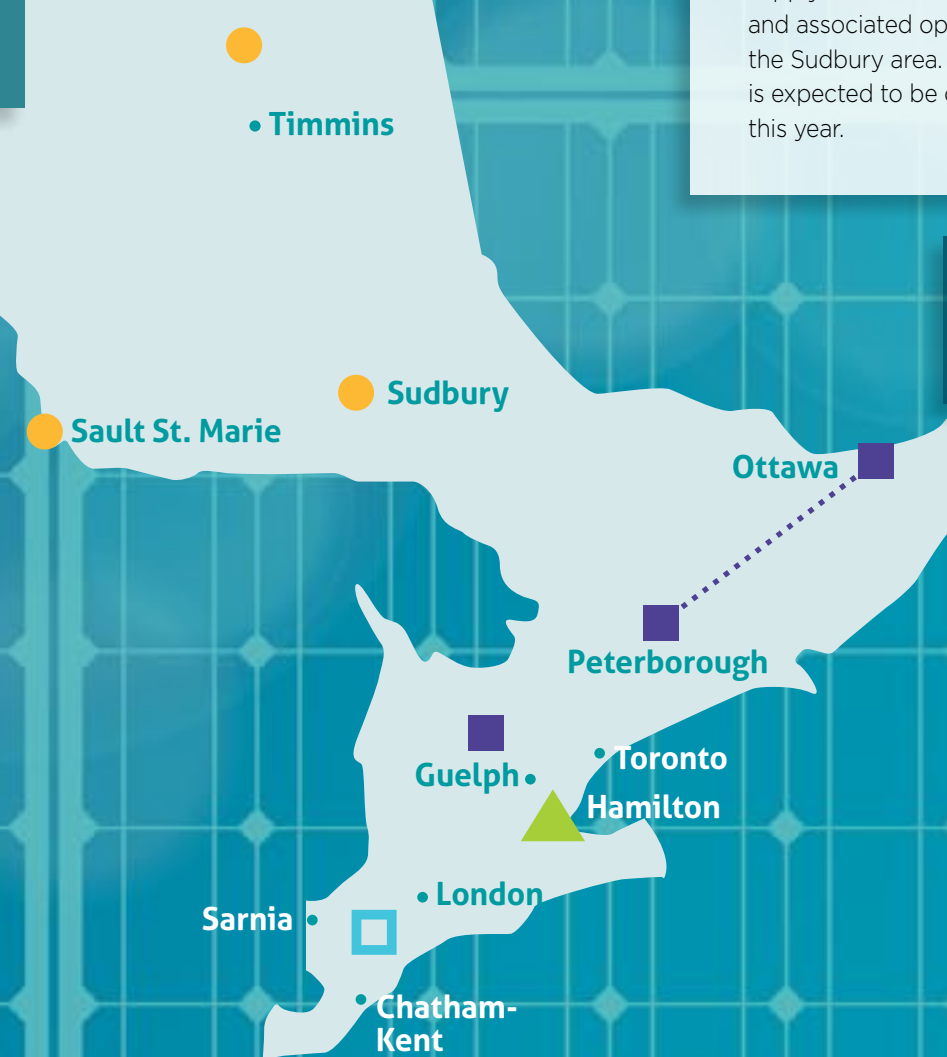 and associated
the Sudbury area.
is expected to be
this year.
Timmins
Sudbury
Sault St. Marie
Ottawa
Peterborough
Toronto
Guelph
Hamilton
London
Sarnia
Chatham-
Kent